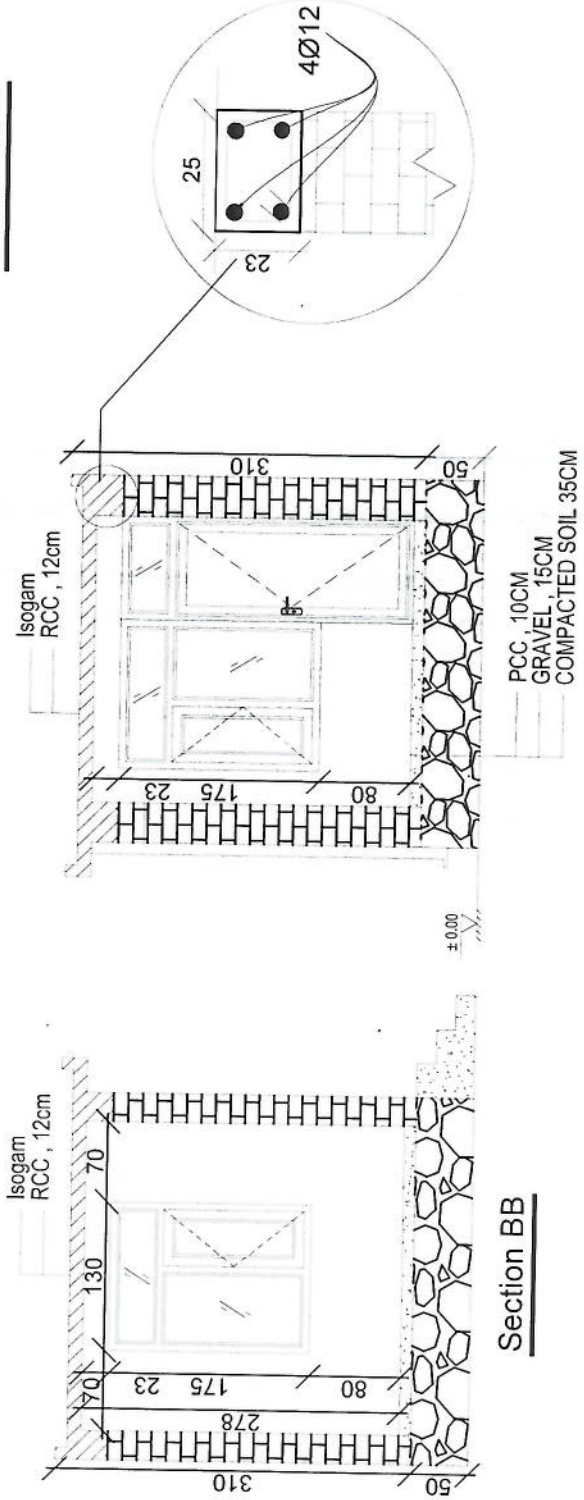 Isogam
RCC , 12cm
70
130
70
23
175
80
278
310
50
Section BB
Isogam
RCC , 12cm
23
175
80
310
50
± 0.00
PCC , 10CM
GRAVEL , 15CM
COMPACTED SOIL 35CM
25
23
4Ø12